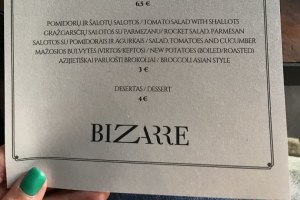 6,5 €
POMIDORŲ IR ŠALOTŲ SALOTOS / TOMATO SALAD WITH SHALLOTS
GRAŽGARSČIŲ SALOTOS SU PARMEZANU / ROCKET SALAD, PARMESAN
SALOTOS SU POMIDORAIS IR AGURKAIS / SALAD, TOMATOES AND CUCUMBER
MAŽOSIOS BULVYTĖS (VIRTOS/KEPTOS) / NEW POTATOES (BOILED/ROASTED)
AZIJIETIŠKAI PARUOŠTI BROKOLIAI / BROCCOLI ASIAN STYLE
3 €
DESERTAS / DESSERT
4 €
BIZARRE